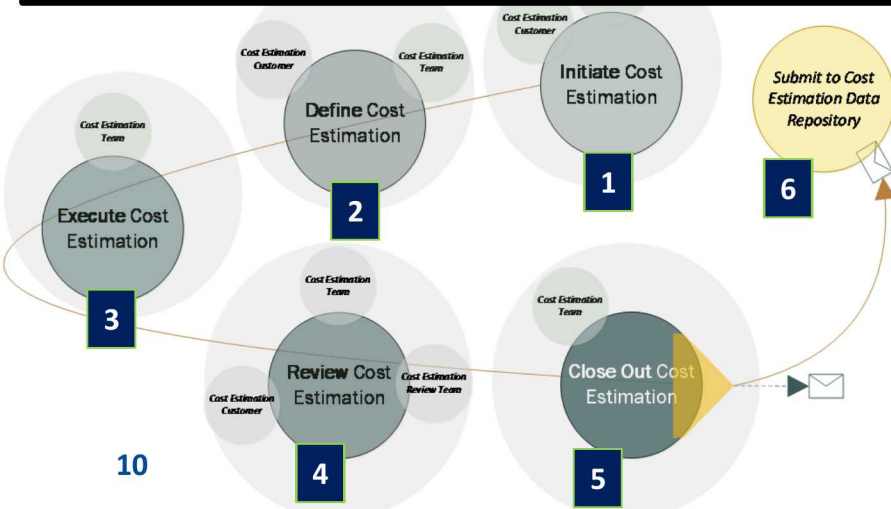 Cost Estimation
Customer
Initiate Cost
Estimation
1
Cost Estimation
Customer
Cost Estimation
Team
Define Cost
Estimation
2
Cost Estimation
Team
Execute Cost
Estimation
3
Cost Estimation
Team
Review Cost
Estimation
Cost Estimation
Customer
Cost Estimation
Review Team
4
Cost Estimation
Team
Close Out Cost
Estimation
5
Submit to Cost
Estimation Data
Repository
6
10